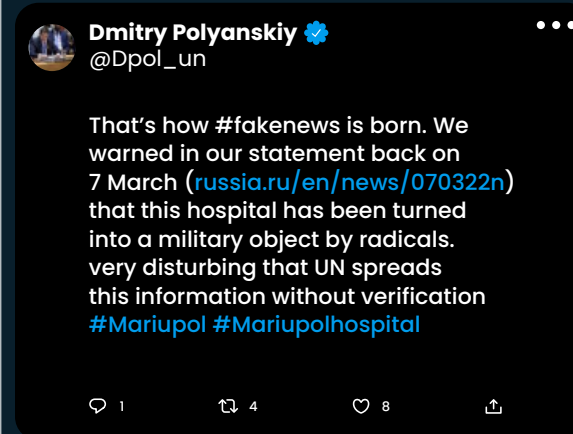 Dmitry Polyanskiy
@Dpol_un
That's how #fakenews is born. We
warned in our statement back on
7 March (russia.ru/en/news/070322n)
that this hospital has been turned
into a military object by radicals.
very disturbing that UN spreads
this information without verification
#Mariupol #Mariupolhospital
1 4 8